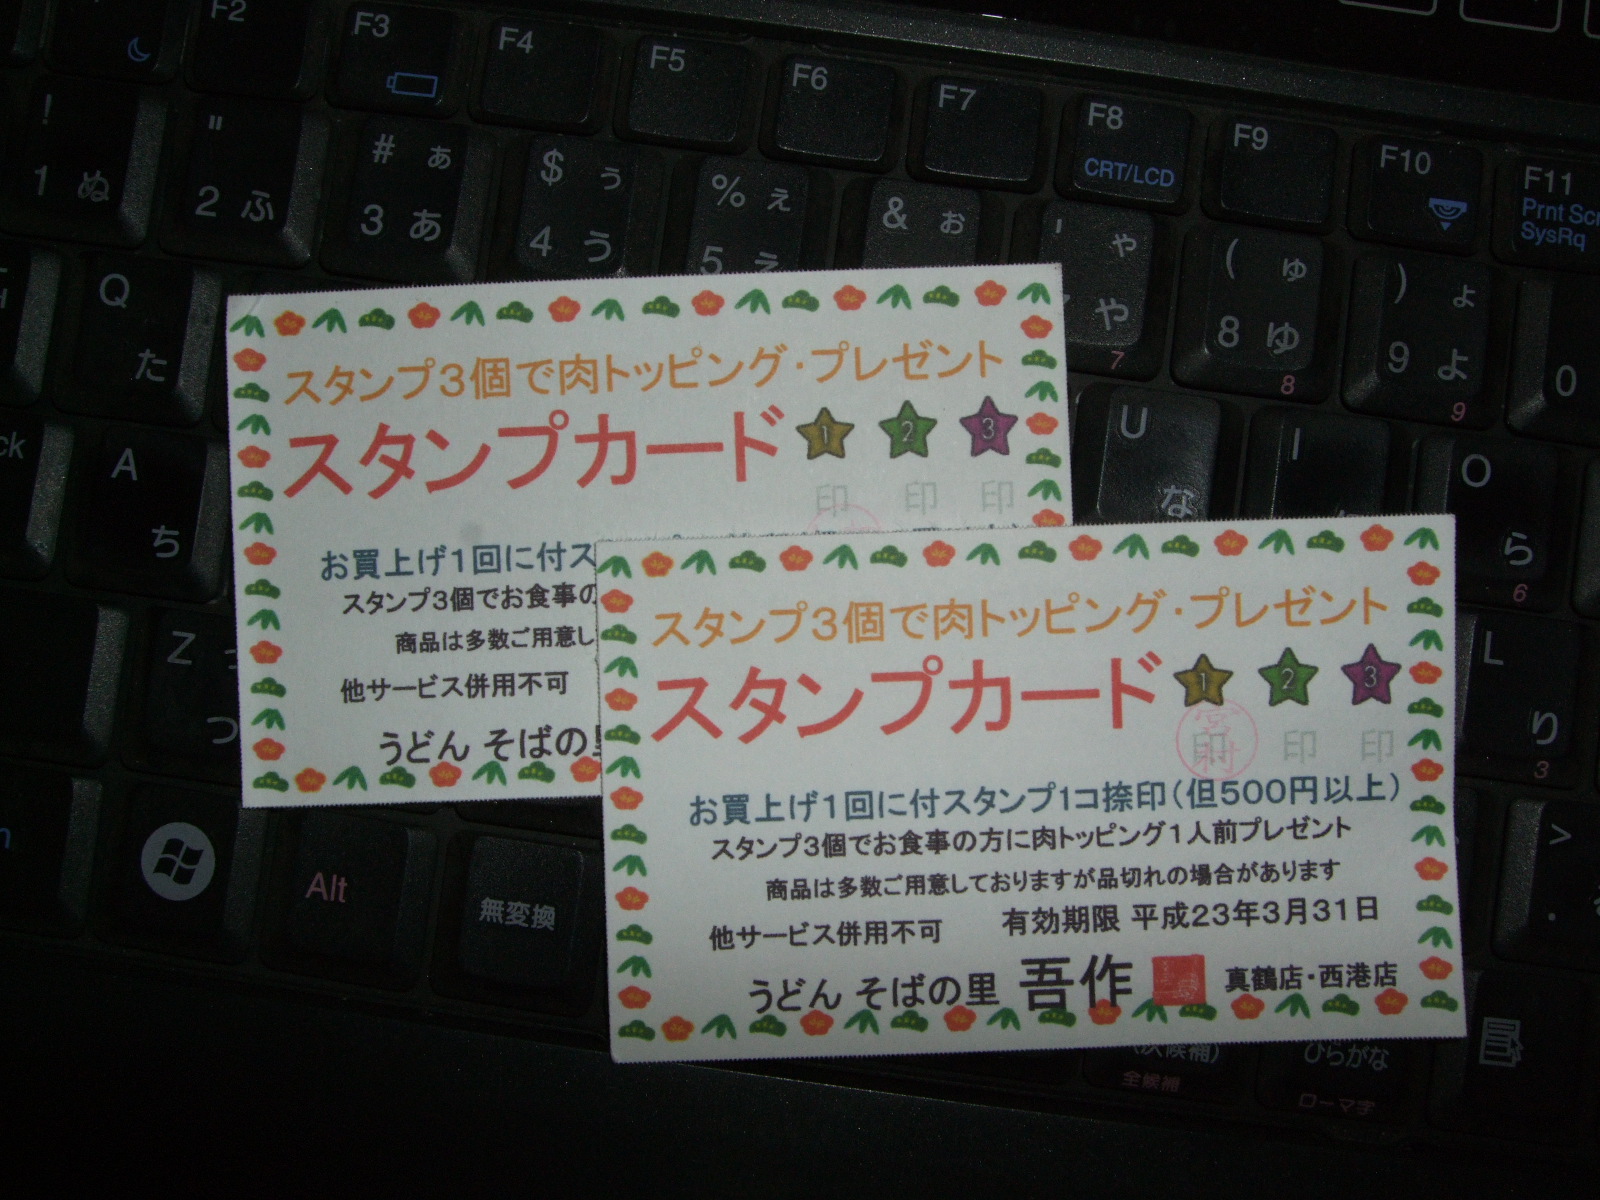 F2
F3
F4
F5
F6
F7
F8
CRT/LCD
F9
F10
F11
Prnt Scr
SysRq
!
1 ぬ
"
2 ふ
# ぁ
3 あ
$ ぅ
4 う
% ぇ
5 え
& ぉ
' ゃ
や
7
( ゅ
8 ゆ
8
) ょ
9 よ
9
0
Q
た
U
な
I
O
ら
6
A
ち
L
り
3
Z
つ
>
.
Alt
無変換
全候補
ひらがな
ローマ字
スタンプ3個で肉トッピング・プレゼント
スタンプカード
1 2 3
印 印 印
お買上げ1回に付ス
スタンプ3個でお食事の
商品は多数ご用意し
他サービス併用不可
うどん そばの里
スタンプ3個で肉トッピング・プレゼント
スタンプカード
1 2 3
印 印 印
宮村
お買上げ1回に付スタンプ1コ捺印(但500円以上)
スタンプ3個でお食事の方に肉トッピング1人前プレゼント
商品は多数ご用意しておりますが品切れの場合があります
他サービス併用不可 有効期限 平成23年3月31日
うどん そばの里 吾作 真鶴店・西港店